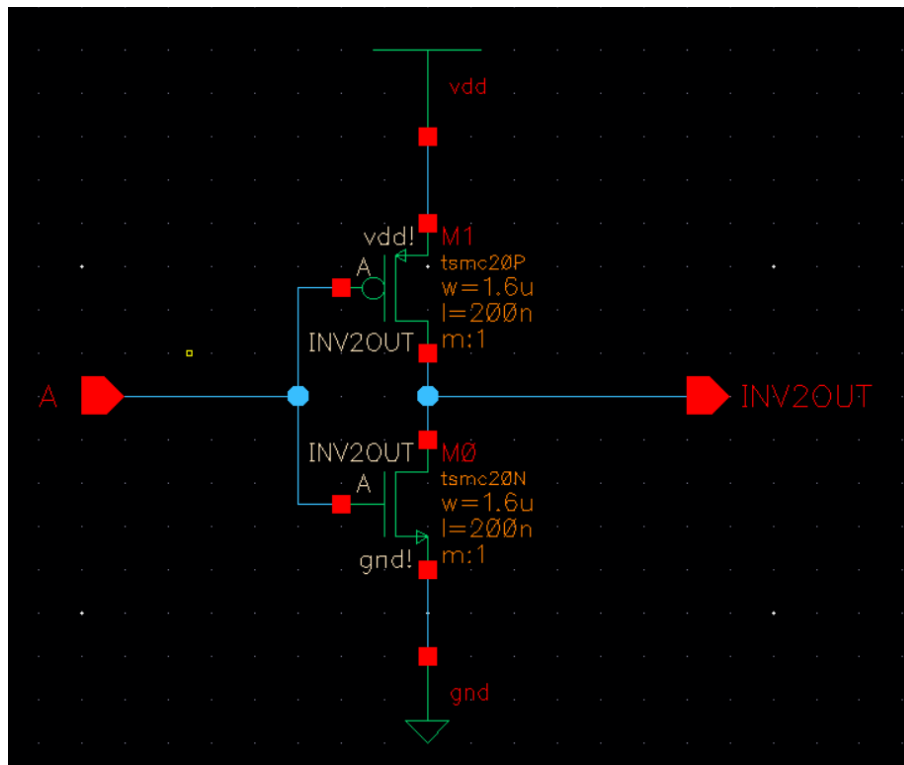 vdd
vdd!
M1
A
tsmc20P
w=1.6u
l=200n
INV2OUT
m:1
A
INV2OUT
INV2OUT
M0
A
tsmc20N
w=1.6u
l=200n
gnd!
m:1
gnd